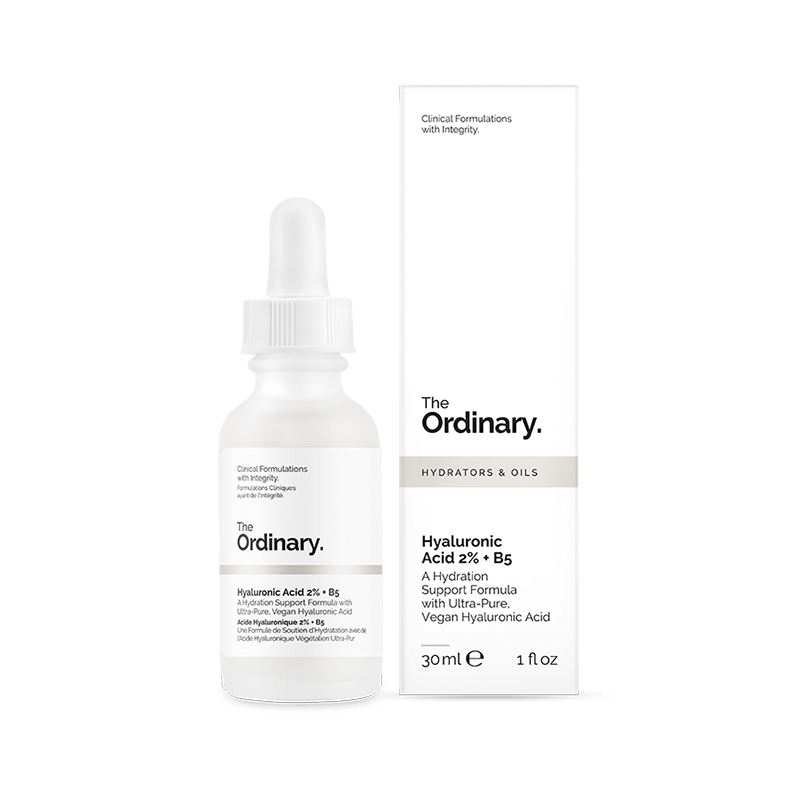 Clinical Formulations
with Integrity.
Formulations Cliniques
ayant de l'intégrité.
The
Ordinary.
Hyaluronic Acid 2% + B5
A Hydration Support Formula with
Ultra-Pure, Vegan Hyaluronic Acid
Acide Hyaluronique 2% + B5
Une Formule de Soutien d'Hydratation avec de
l'Acide Hyaluronique Végétalien Ultra-Pur
Clinical Formulations
with Integrity.
The
Ordinary.
HYDRATORS & OILS
Hyaluronic
Acid 2% + B5
A Hydration
Support Formula
with Ultra-Pure,
Vegan Hyaluronic Acid
30 ml ℮ 1 fl oz